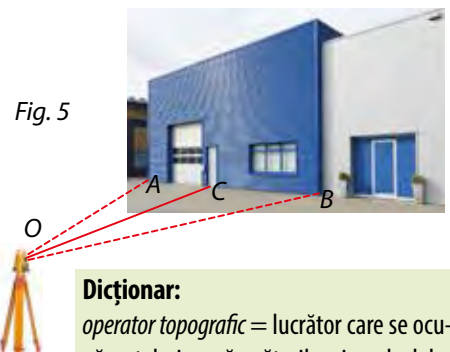 Fig. 5
A
C
B
O
Dicționar:
operator topografic = lucrător care se ocu-